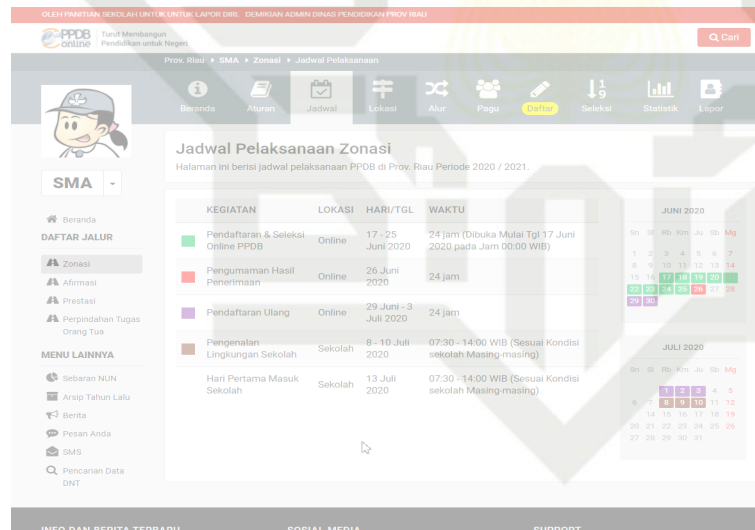 OLEH PANITIAN SEKOLAH UNTUK UNTUK LAPOR DIRI. DEMIKIAN ADMIN DINAS PENDIDIKAN PROV RIAU
PPDB online
Turut Membangun
Pendidikan untuk Negeri
Cari
Prov. Riau SMA Zonasi Jadwal Pelaksanaan
Beranda Aturan Jadwal Lokasi Alur Pagu Daftar Seleksi Statistik Lapor
Jadwal Pelaksanaan Zonasi
Halaman ini berisi jadwal pelaksanaan PPDB di Prov. Riau Periode 2020 / 2021.
SMA
Beranda
DAFTAR JALUR
Zonasi
Afirmasi
Prestasi
Perpindahan Tugas
Orang Tua
MENU LAINNYA
Sebaran NUN
Arsip Tahun Lalu
Berita
Pesan Anda
SMS
Pencarian Data
DNT
KEGIATAN LOKASI HARI/TGL WAKTU
Pendaftaran & Seleksi Online PPDB Online 17 - 25 Juni 2020 24 jam (Dibuka Mulai Tgl 17 Juni 2020 pada Jam 00:00 WIB)
Pengumuman Hasil Penerimaan Online 26 Juni 2020 24 jam
Pendaftaran Ulang Online 29 Juni - 3 Juli 2020 24 jam
Pengenalan Lingkungan Sekolah Sekolah 8 - 10 Juli 2020 07:30 - 14:00 WIB (Sesuai Kondisi sekolah Masing-masing)
Hari Pertama Masuk Sekolah Sekolah 13 Juli 2020 07:30 - 14:00 WIB (Sesuai Kondisi sekolah Masing-masing)
JUNI 2020
Sn Sl Rb Km Ju Sb Mg
1 2 3 4 5 6 7
8 9 10 11 12 13 14
15 16 17 18 19 20
22 23 24 25 26 27 28
29 30
JULI 2020
Sn Sl Rb Km Ju Sb Mg
1 2 3 4 5
6 7 8 9 10 11 12
14 15 16 17 18 19
20 21 22 23 24 25 26
27 28 29 30 31
INFO DAN BERITA TERBARU SOSIAL MEDIA SUPPORT